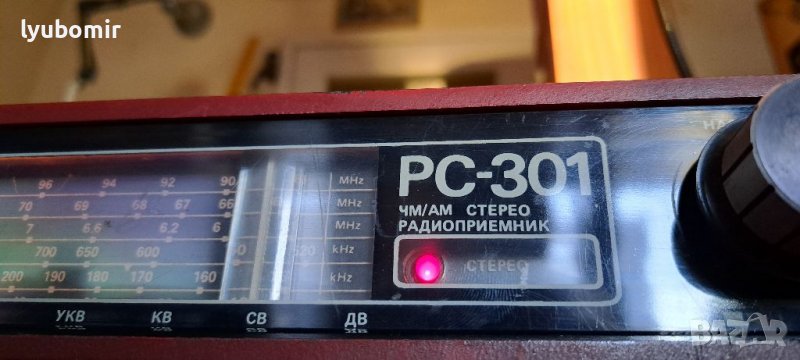 lyubomir
96 94 92 90 MHz
70 69 68 67 66 MHz
7 6.6 6.2 6 MHz
700 650 600 520 kHz
200 190 180 170 160 kHz
УКВ КВ СВ ДВ
РС-301
ЧМ/АМ СТЕРЕО
РАДИОПРИЕМНИК
СТЕРЕО
bazar